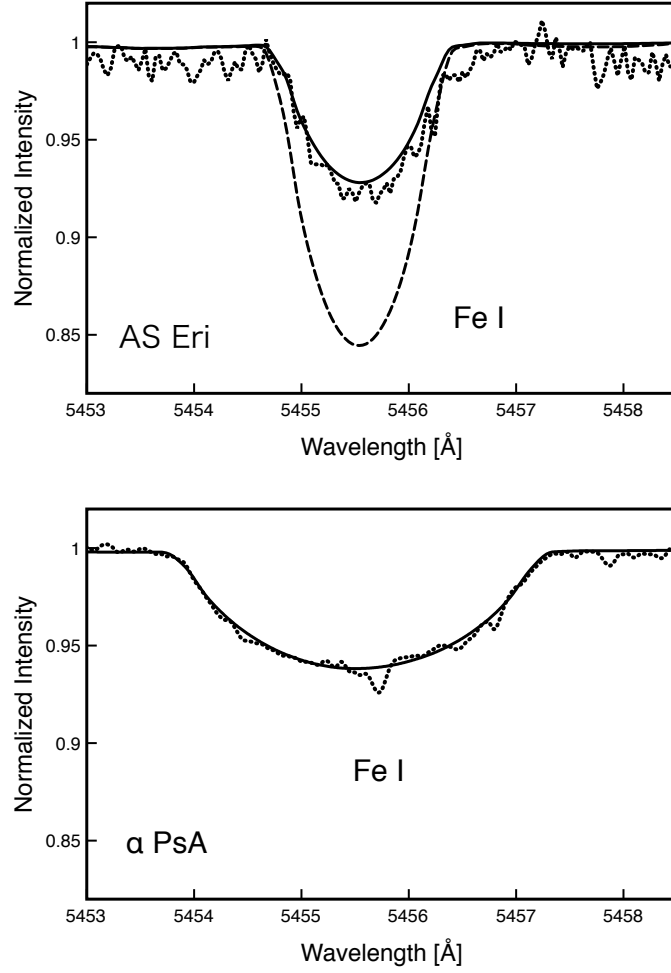 Normalized Intensity
1
0.95
0.9
0.85
AS Eri
Fe I
5453 5454 5455 5456 5457 5458
Wavelength [Å]
Normalized Intensity
1
0.95
0.9
0.85
Fe I
α PsA
5453 5454 5455 5456 5457 5458
Wavelength [Å]